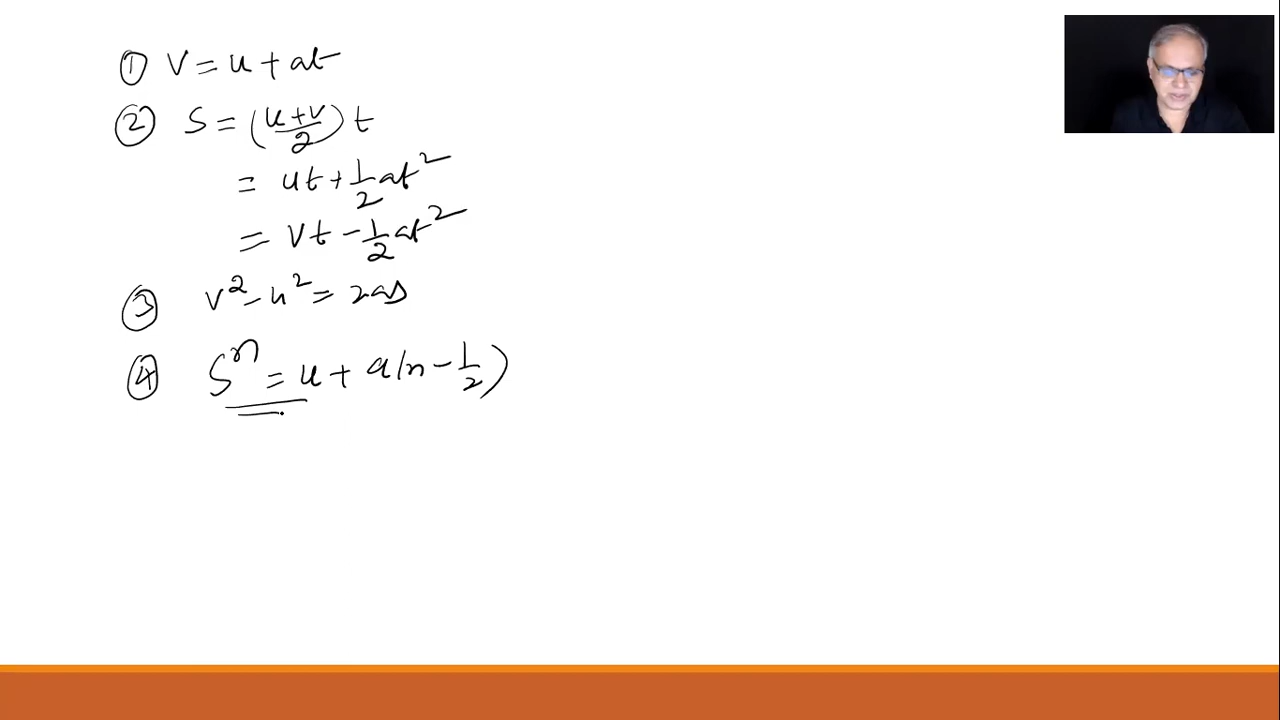 ① V = u + at
② S = (u+v/2) t
= ut + 1/2 at²
= vt - 1/2 at²
③ v² - u² = 2as
④ Sⁿ = u + a(n - 1/2)